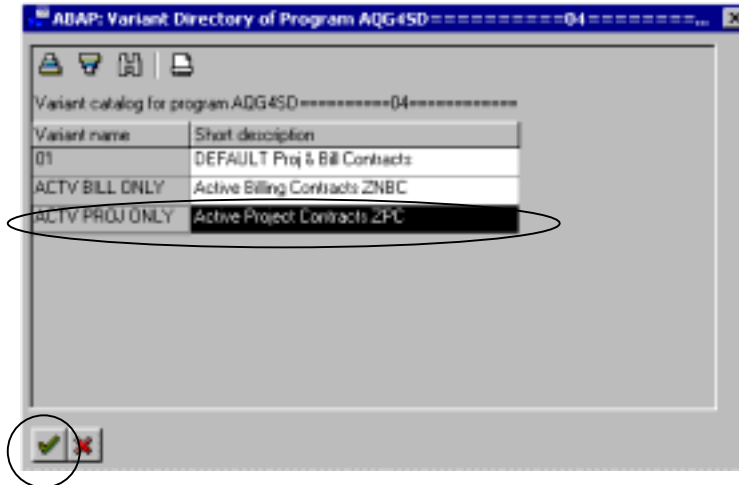 ABAP: Variant Directory of Program AQG4SD==========04========...
Variant catalog for program AQG4SD==========04============
Variant name Short description
01 DEFAULT Proj & Bill Contracts
ACTV BILL ONLY Active Billing Contracts ZNBC
ACTV PROJ ONLY Active Project Contracts ZPC